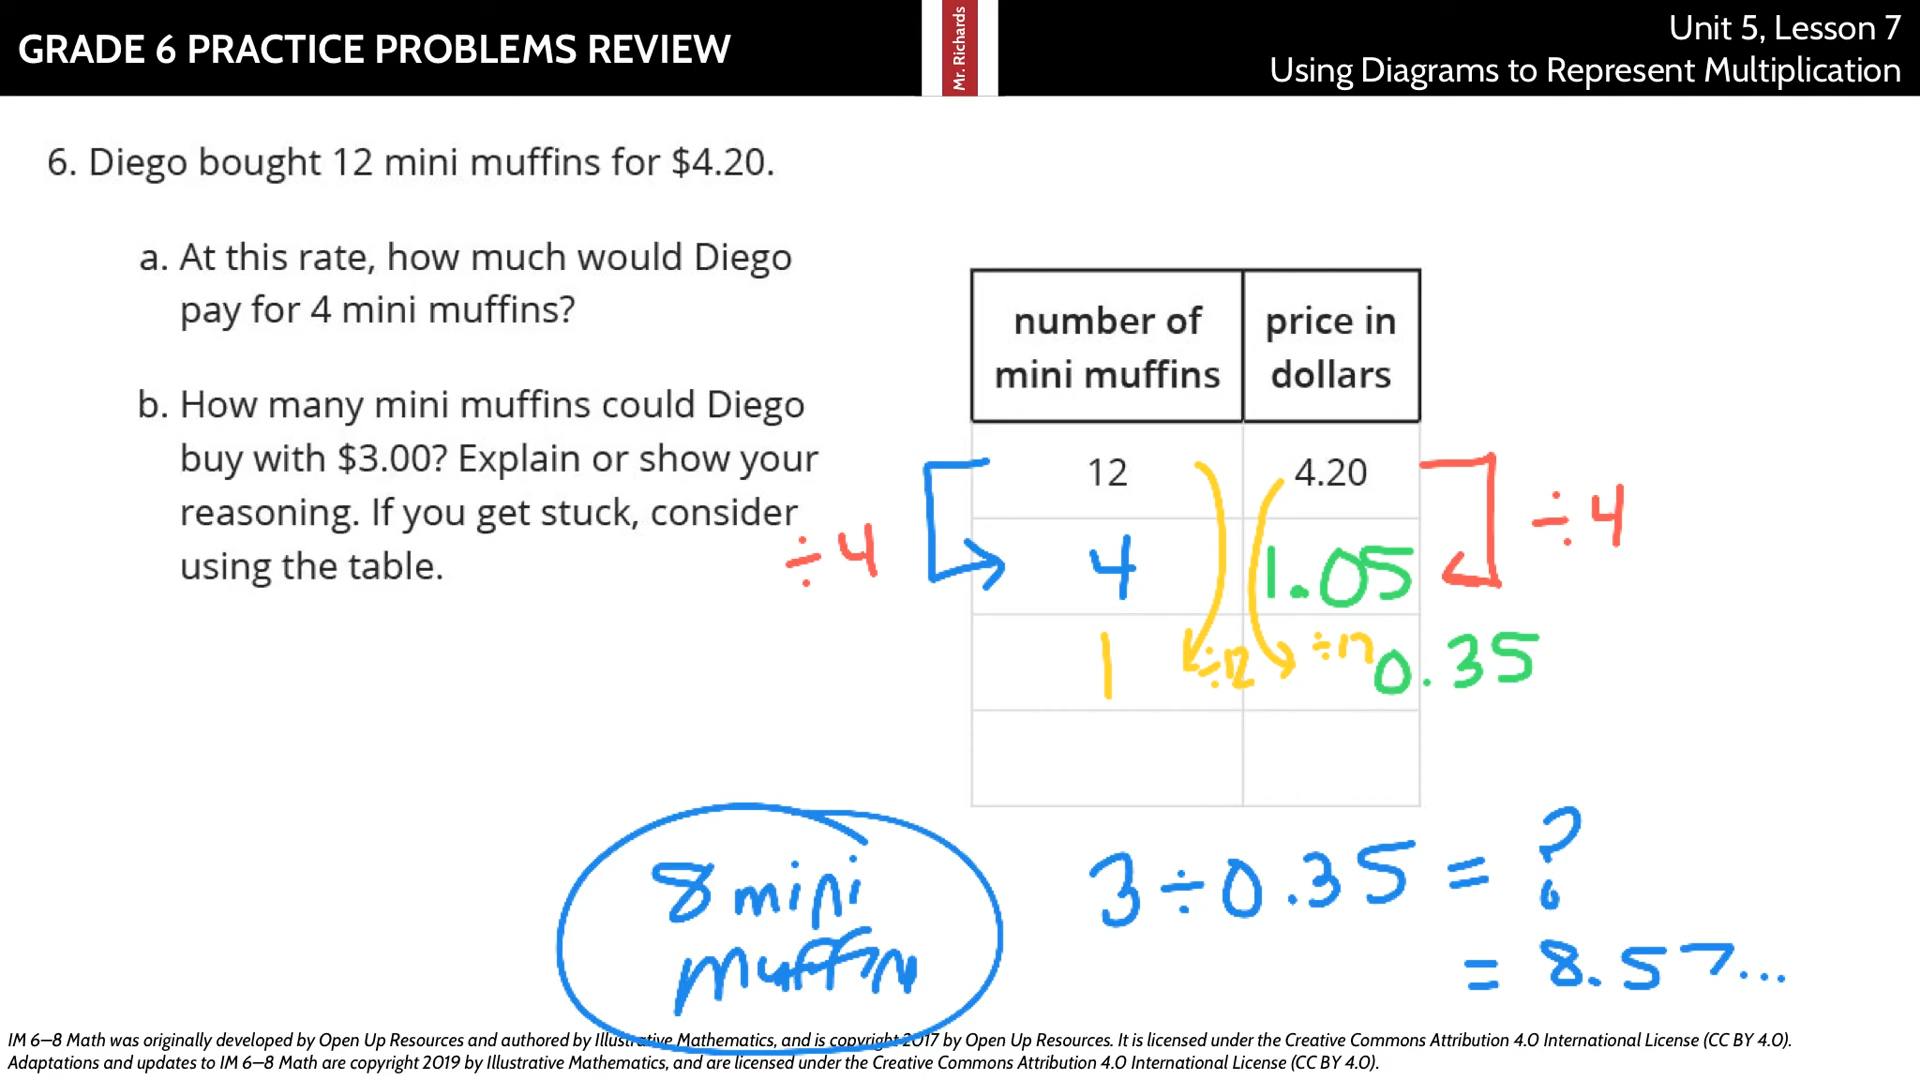 GRADE 6 PRACTICE PROBLEMS REVIEW
Mr. Richards
Unit 5, Lesson 7
Using Diagrams to Represent Multiplication
6. Diego bought 12 mini muffins for $4.20.
a. At this rate, how much would Diego
pay for 4 mini muffins?
b. How many mini muffins could Diego
buy with $3.00? Explain or show your
reasoning. If you get stuck, consider
using the table.
number of
mini muffins
price in
dollars
12 4.20
÷4 4 1.05 ÷4
1 ÷12 ÷12 0.35
8 mini
muffin
3÷0.35 = ?
= 8.57...
IM 6–8 Math was originally developed by Open Up Resources and authored by Illustrative Mathematics, and is copyright 2017 by Open Up Resources. It is licensed under the Creative Commons Attribution 4.0 International License (CC BY 4.0).
Adaptations and updates to IM 6–8 Math are copyright 2019 by Illustrative Mathematics, and are licensed under the Creative Commons Attribution 4.0 International License (CC BY 4.0).